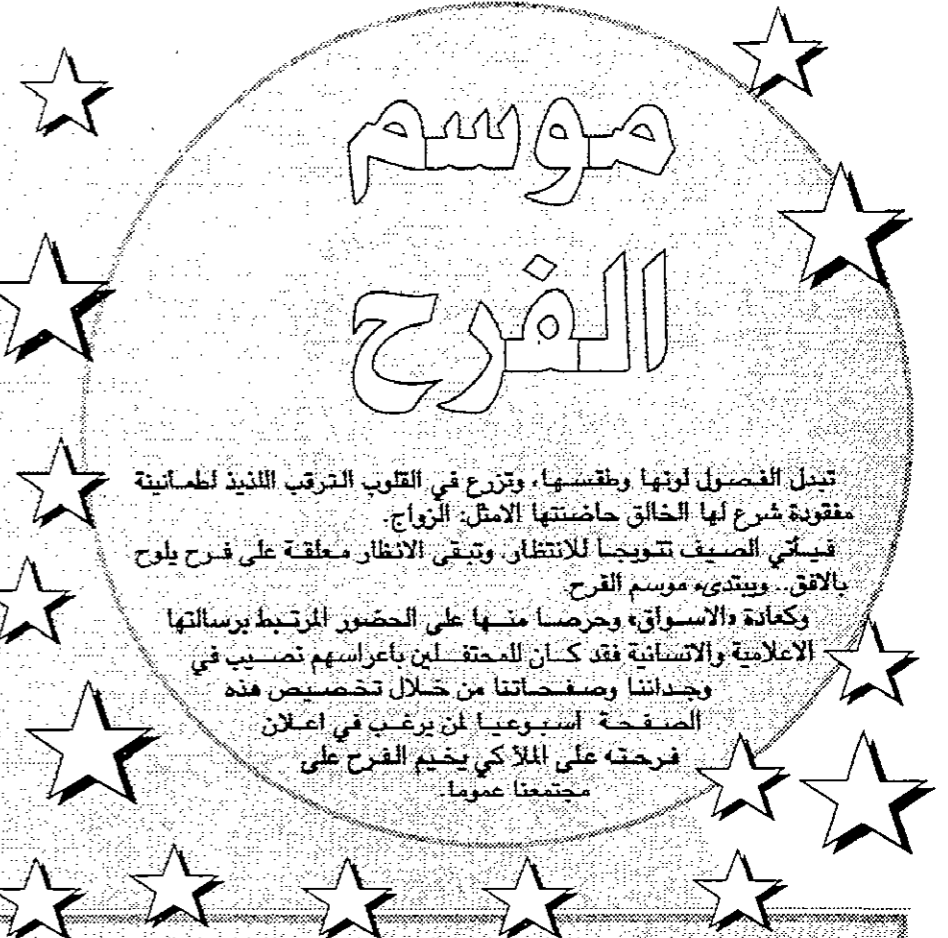 موسم
الفرح
تبدل الفصول لونها وطقسها، وتزرع في القلوب الترقب اللذيذ لطمأنينة
مفقودة شرع لها الخالق حاضنتها الامثل: الزواج.
فيأتي الصيف تتويجا للانتظار، وتبقى الانظار معلقة على فرح يلوح
بالافق.. ويبتدىء موسم الفرح
وكعادة «الاسواق» وحرصا منها على الحضور المرتبط برسالتها
الاعلامية والانسانية فقد كان للمحتفلين بأعراسهم نصيب في
وجداننا وصفحاتنا من خلال تخصيص هذه
الصفحة اسبوعيا لمن يرغب في اعلان
فرحته على الملأ كي يخيم الفرح على
مجتمعنا عموما.